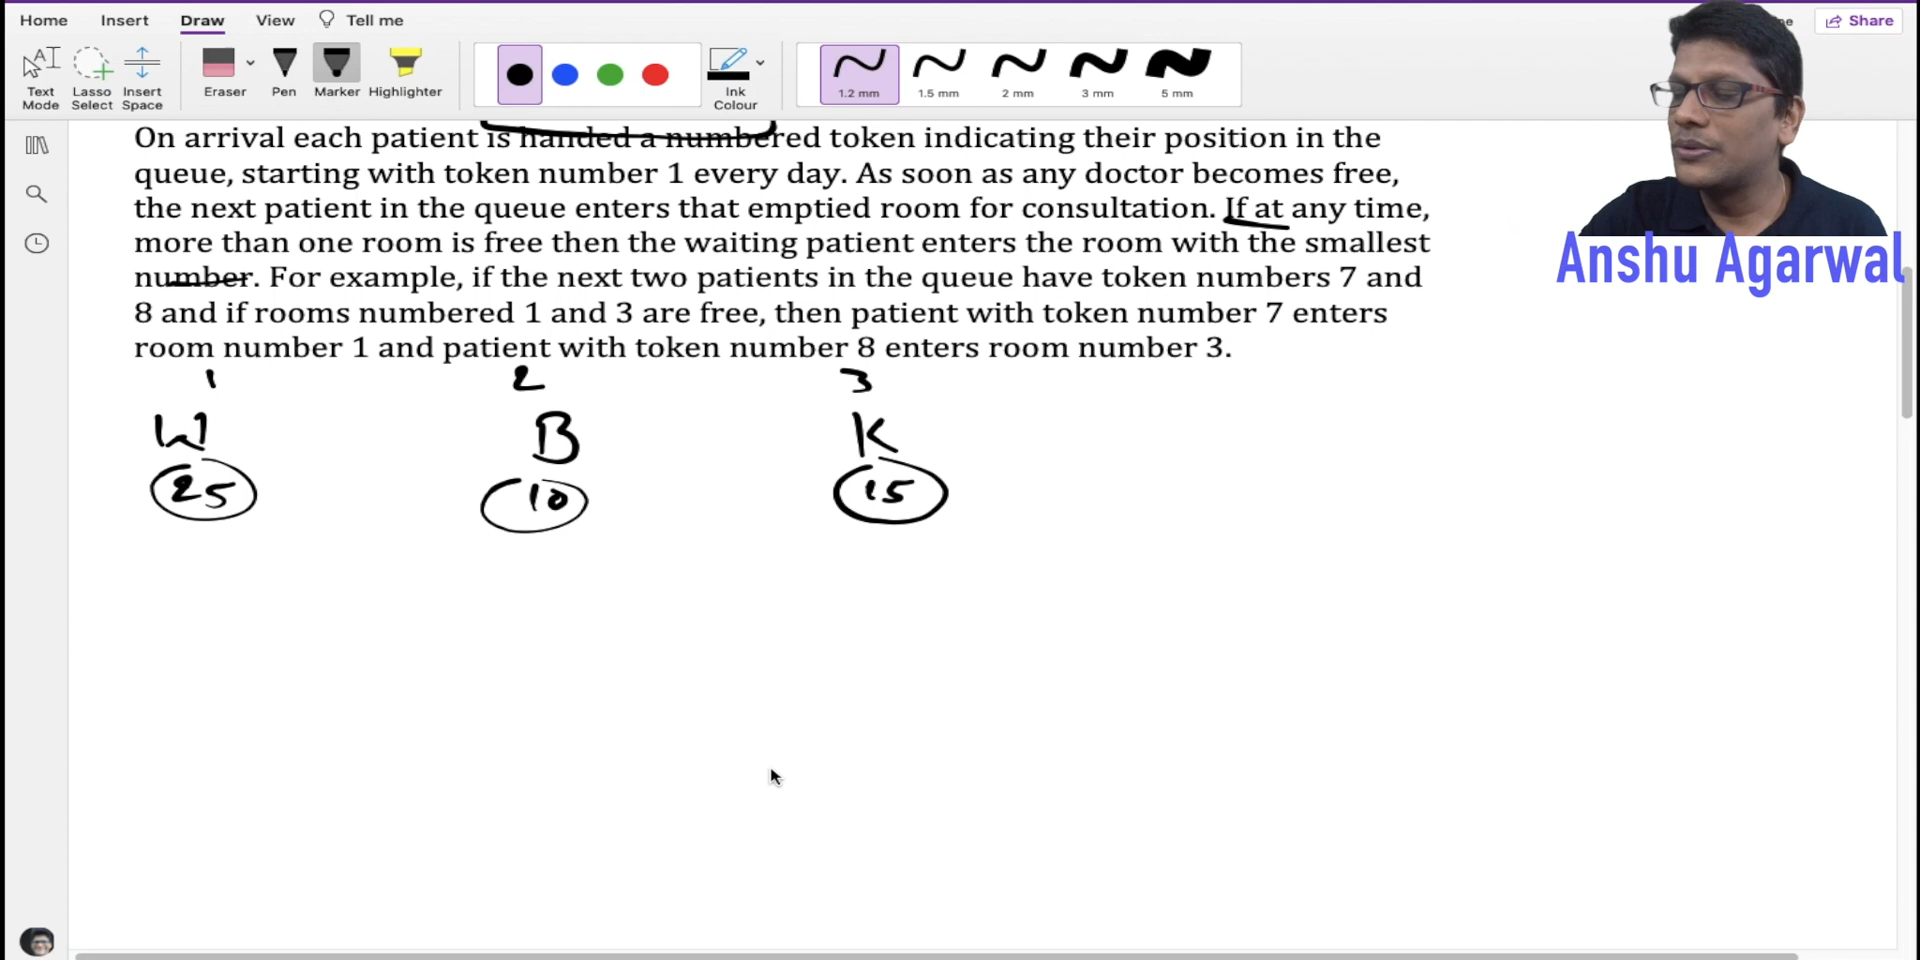 Home Insert Draw View Tell me
Share
Text Mode
Lasso Select
Insert Space
Eraser
Pen
Marker
Highlighter
Ink Colour
1.2 mm
1.5 mm
2 mm
3 mm
5 mm
On arrival each patient is handed a numbered token indicating their position in the
queue, starting with token number 1 every day. As soon as any doctor becomes free,
the next patient in the queue enters that emptied room for consultation. If at any time,
more than one room is free then the waiting patient enters the room with the smallest
number. For example, if the next two patients in the queue have token numbers 7 and
8 and if rooms numbered 1 and 3 are free, then patient with token number 7 enters
room number 1 and patient with token number 8 enters room number 3.
Anshu Agarwal
1 2 3
W B K
25 10 15